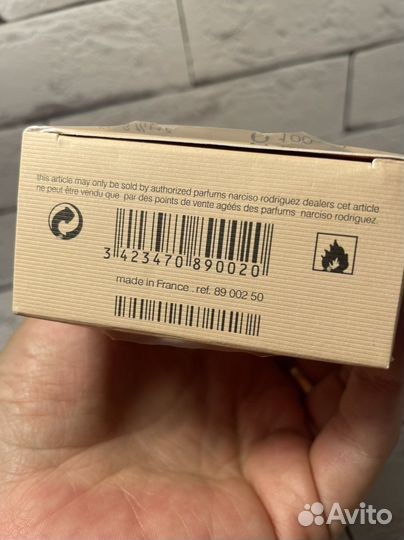 this article may only be sold by authorized parfums narciso rodriguez dealers cet article
ne peut être vendu que par des points de vente agéés des parfums narciso rodriguez.
3 423470 890020
made in France . ref. 89 002 50
Avito